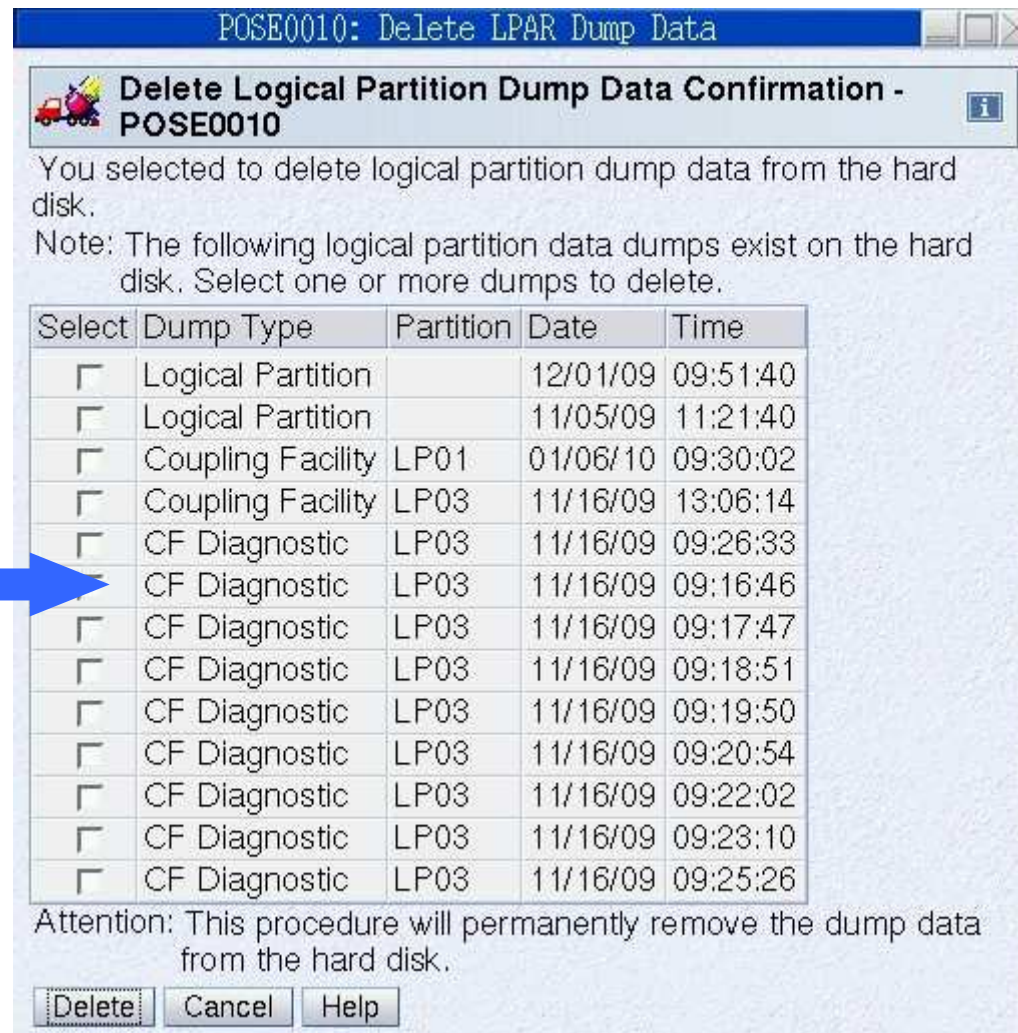 POSE0010: Delete LPAR Dump Data
Delete Logical Partition Dump Data Confirmation -
POSE0010
You selected to delete logical partition dump data from the hard
disk.
Note: The following logical partition data dumps exist on the hard
disk. Select one or more dumps to delete.
Select Dump Type Partition Date Time
Logical Partition 12/01/09 09:51:40
Logical Partition 11/05/09 11:21:40
Coupling Facility LP01 01/06/10 09:30:02
Coupling Facility LP03 11/16/09 13:06:14
CF Diagnostic LP03 11/16/09 09:26:33
CF Diagnostic LP03 11/16/09 09:16:46
CF Diagnostic LP03 11/16/09 09:17:47
CF Diagnostic LP03 11/16/09 09:18:51
CF Diagnostic LP03 11/16/09 09:19:50
CF Diagnostic LP03 11/16/09 09:20:54
CF Diagnostic LP03 11/16/09 09:22:02
CF Diagnostic LP03 11/16/09 09:23:10
CF Diagnostic LP03 11/16/09 09:25:26
Attention: This procedure will permanently remove the dump data
from the hard disk.
Delete Cancel Help